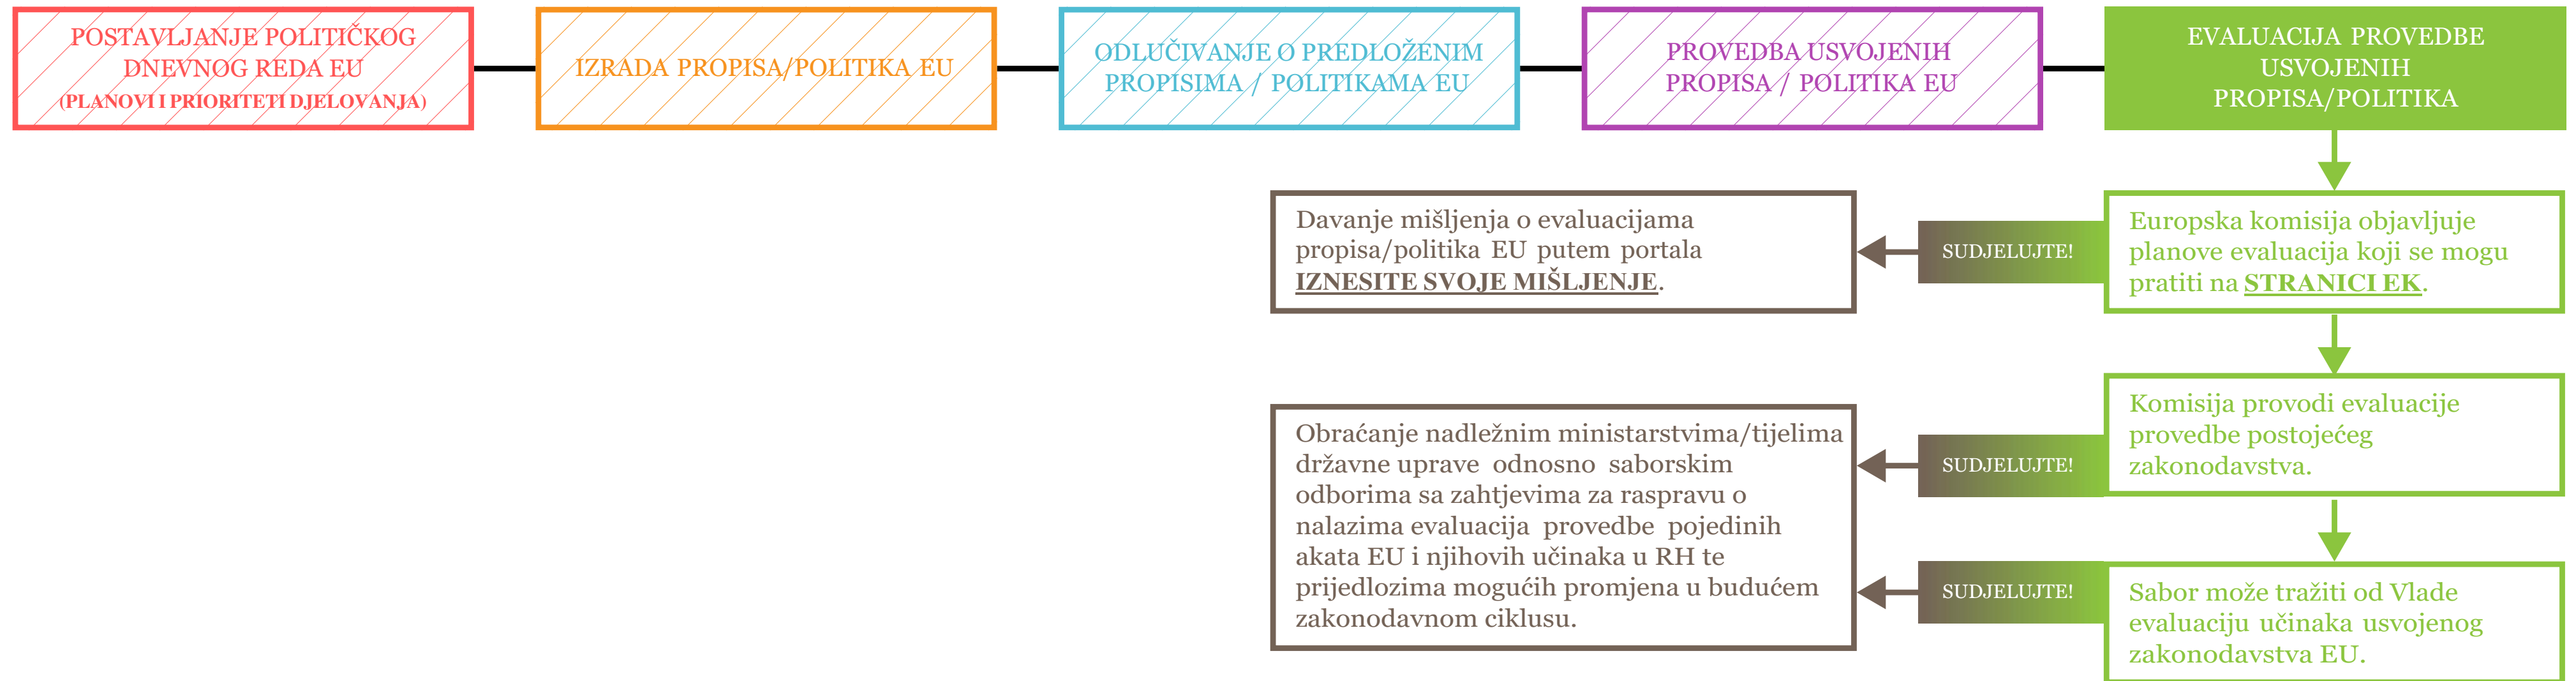 POSTAVLJANJE POLITIČKOG
DNEVNOG REDA EU
(PLANOVI I PRIORITETI DJELOVANJA)
IZRADA PROPISA/POLITIKA EU
ODLUČIVANJE O PREDLOŽENIM
PROPISIMA / POLITIKAMA EU
PROVEDBA USVOJENIH
PROPISA / POLITIKA EU
EVALUACIJA PROVEDBE
USVOJENIH
PROPISA/POLITIKA
Europska komisija objavljuje
planove evaluacija koji se mogu
pratiti na STRANICI EK.
SUDJELUJTE!
Davanje mišljenja o evaluacijama
propisa/politika EU putem portala
IZNESITE SVOJE MIŠLJENJE.
Komisija provodi evaluacije
provedbe postojećeg
zakonodavstva.
SUDJELUJTE!
Obraćanje nadležnim ministarstvima/tijelima
državne uprave odnosno saborskim
odborima sa zahtjevima za raspravu o
nalazima evaluacija provedbe pojedinih
akata EU i njihovih učinaka u RH te
prijedlozima mogućih promjena u budućem
zakonodavnom ciklusu.
SUDJELUJTE!
Sabor može tražiti od Vlade
evaluaciju učinaka usvojenog
zakonodavstva EU.